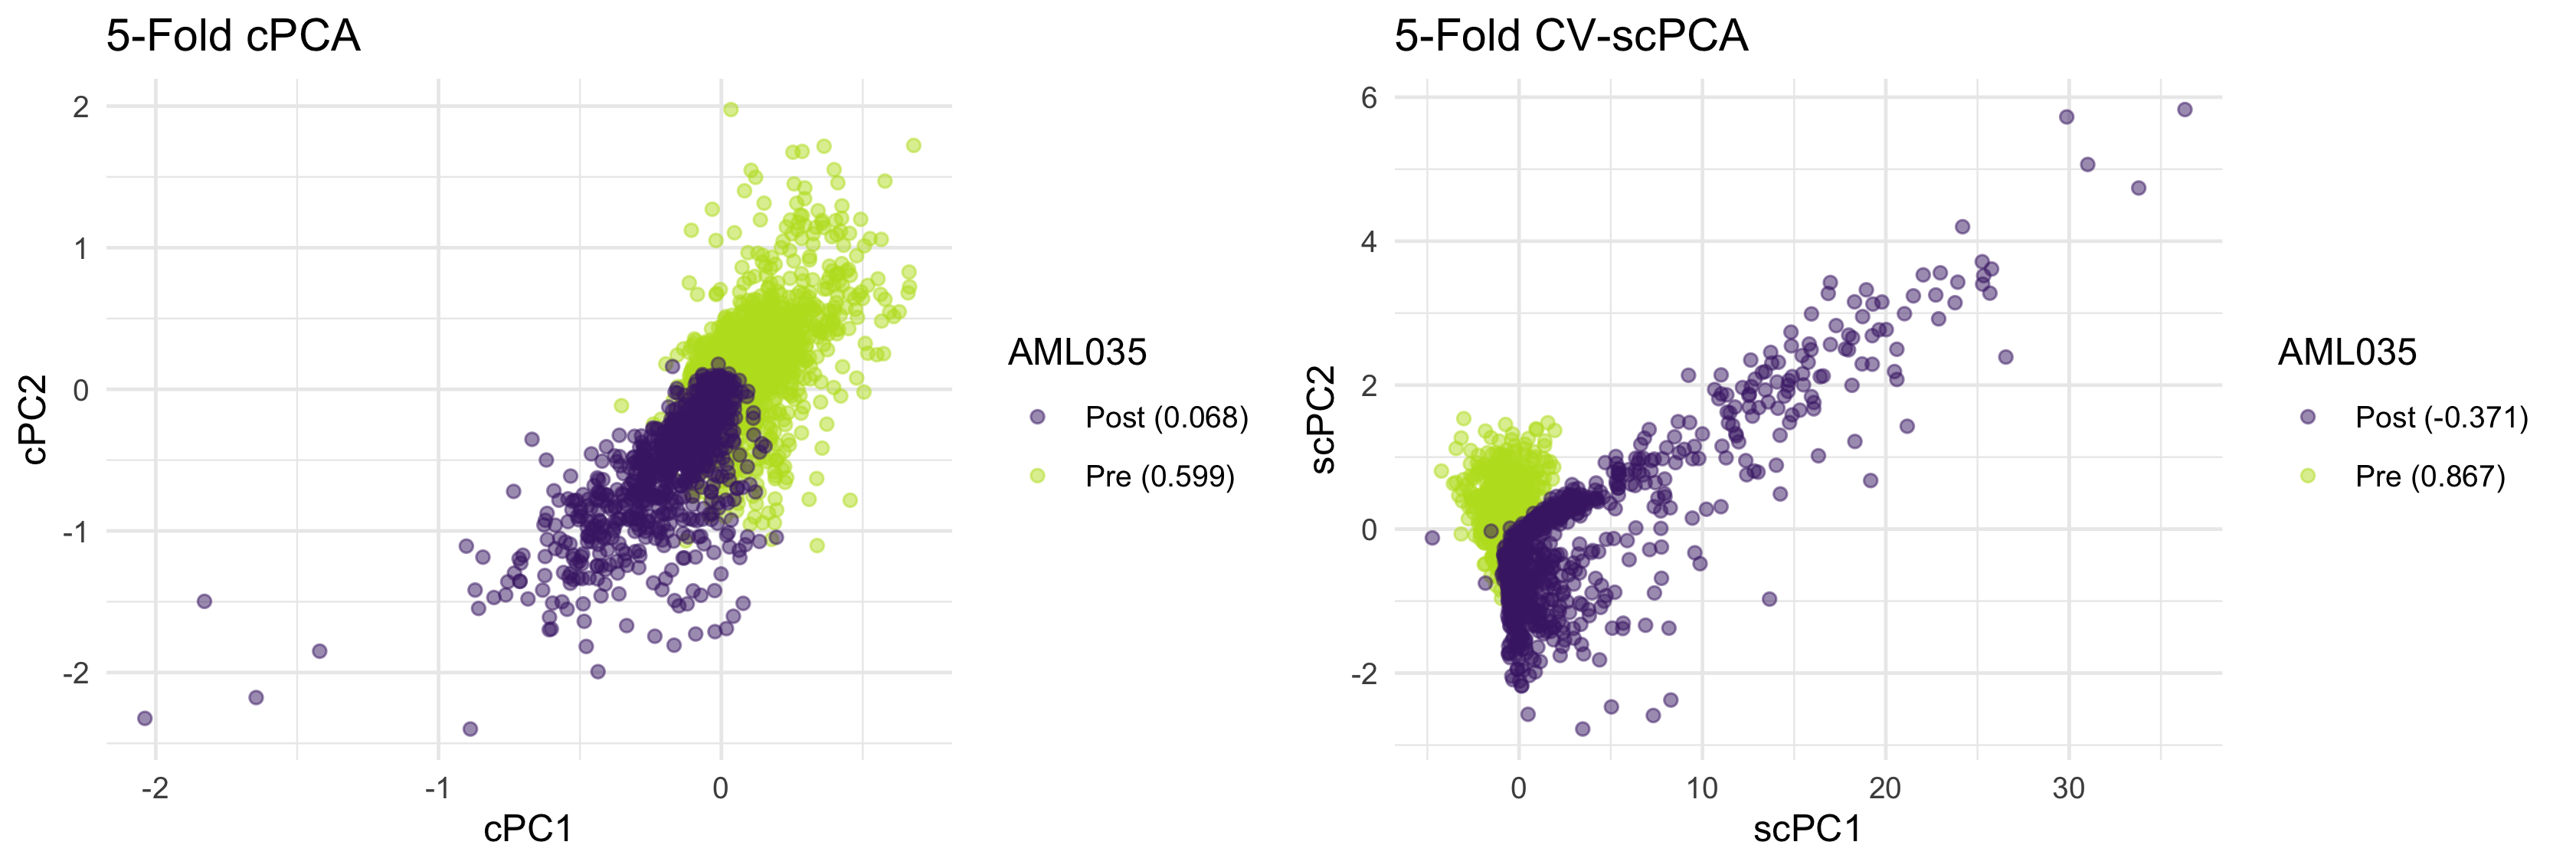 5-Fold cPCA
2
1
0
-1
-2
cPC2
-2
-1
0
cPC1
AML035
Post (0.068)
Pre (0.599)
5-Fold CV-scPCA
6
4
2
0
-2
scPC2
0
10
20
30
scPC1
AML035
Post (-0.371)
Pre (0.867)